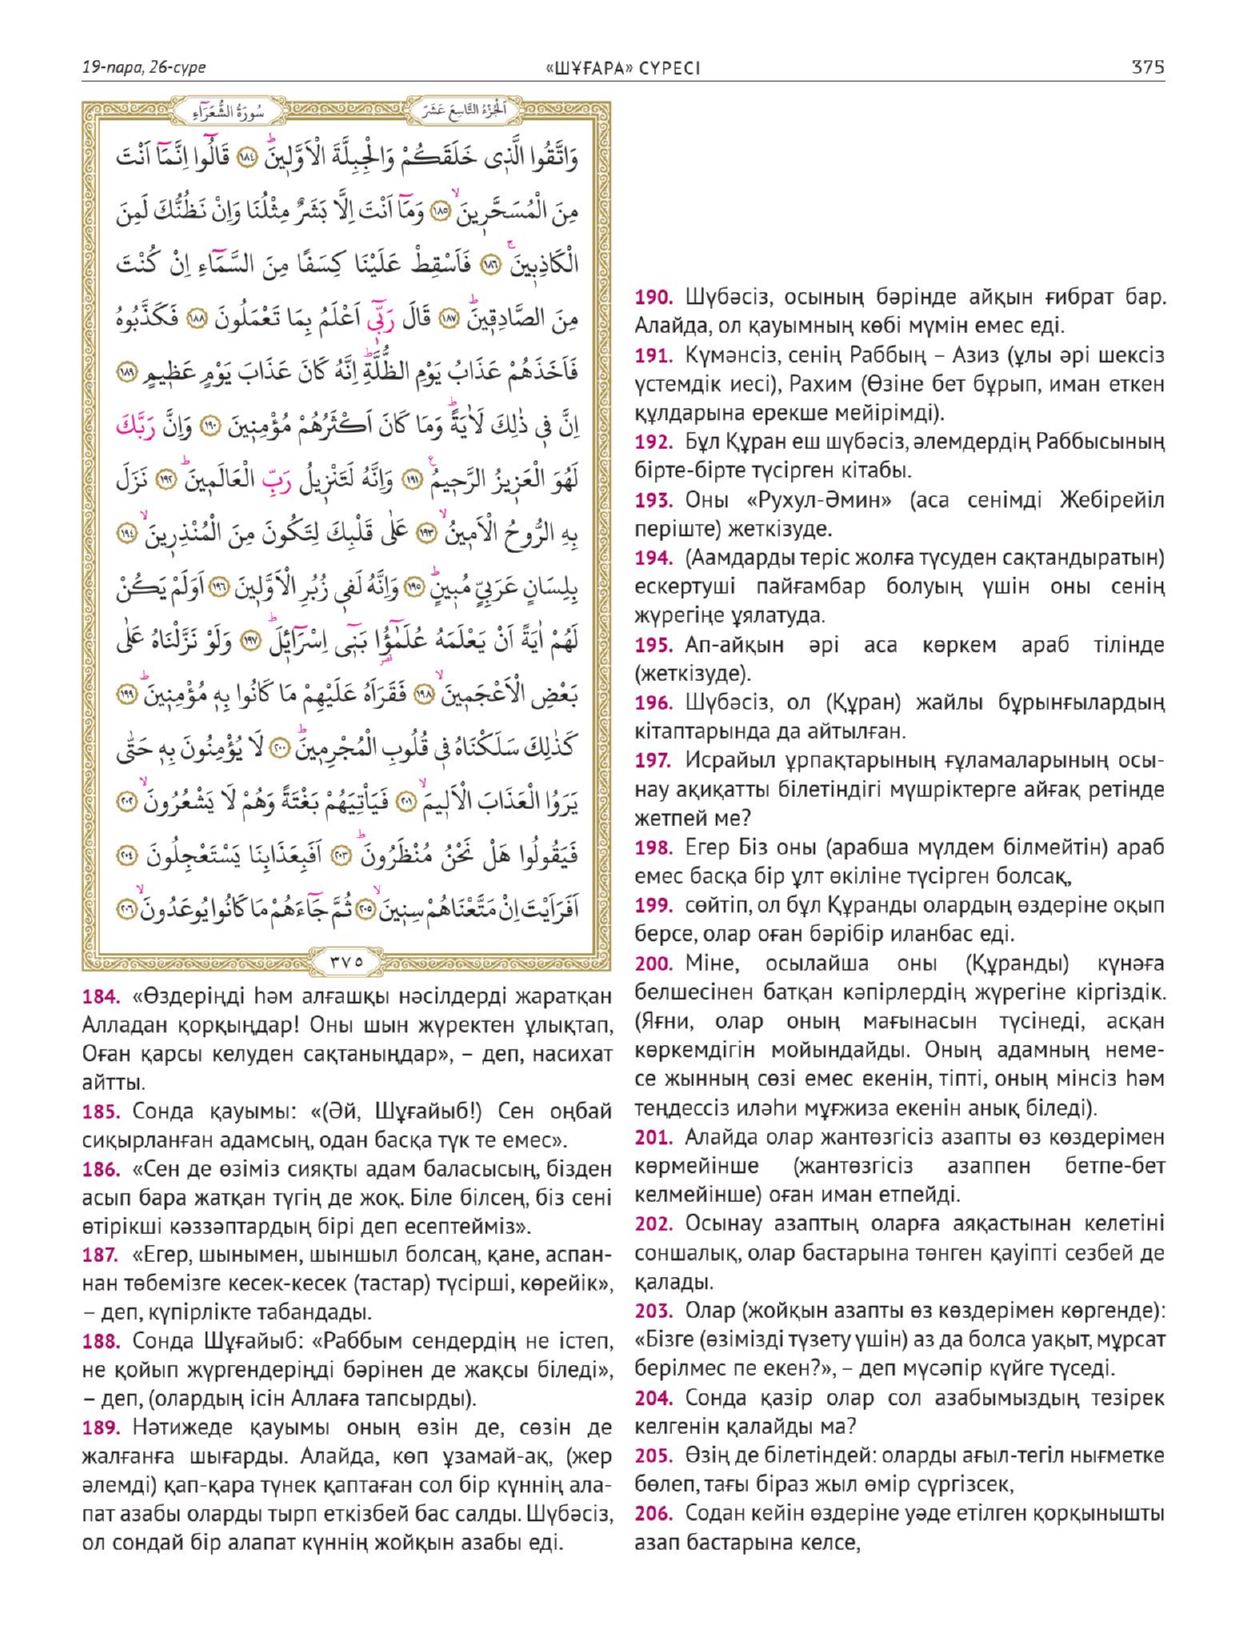 19-пара, 26-сүре
«ШҰҒАРА» СҮРЕСІ
375
سُورَةُ الشُّعَرَٓاءِ
اَلْجُزْءُ التَّاسِعَ عَشَرَ
وَاتَّقُوا الَّذٖى خَلَقَكُمْ وَالْجِبِلَّةَ الْاَوَّلٖينَؕ ﴿١٨٤﴾ قَالُٓوا اِنَّمَٓا اَنْتَ
مِنَ الْمُسَحَّرٖينَۙ ﴿١٨٥﴾ وَمَٓا اَنْتَ اِلَّا بَشَرٌ مِثْلُنَا وَاِنْ نَظُنُّكَ لَمِنَ
الْكَاذِبٖينَۚ ﴿١٨٦﴾ فَاَسْقِطْ عَلَيْنَا كِسَفًا مِنَ السَّمَٓاءِ اِنْ كُنْتَ
مِنَ الصَّادِقٖينَؕ ﴿١٨٧﴾ قَالَ رَبّٖٓى اَعْلَمُ بِمَا تَعْمَلُونَ ﴿١٨٨﴾ فَكَذَّبُوهُ
فَاَخَذَهُمْ عَذَابُ يَوْمِ الظُّلَّةِؕ اِنَّهُ كَانَ عَذَابَ يَوْمٍ عَظٖيمٍ ﴿١٨٩﴾
اِنَّ فٖى ذٰلِكَ لَاٰيَةًؕ وَمَا كَانَ اَكْثَرُهُمْ مُؤْمِنٖينَ ﴿١٩٠﴾ وَاِنَّ رَبَّكَ
لَهُوَ الْعَزٖيزُ الرَّحٖيمُࣖ ﴿١٩١﴾ وَاِنَّهُ لَتَنْزٖيلُ رَبِّ الْعَالَمٖينَؕ ﴿١٩٢﴾ نَزَلَ
بِهِ الرُّوحُ الْاَمٖينُۙ ﴿١٩٣﴾ عَلٰى قَلْبِكَ لِتَكُونَ مِنَ الْمُنْذِرٖينَۙ ﴿١٩٤﴾
بِلِسَانٍ عَرَبِىٍّ مُبٖينٍؕ ﴿١٩٥﴾ وَاِنَّهُ لَفٖى زُبُرِ الْاَوَّلٖينَ ﴿١٩٦﴾ اَوَلَمْ يَكُنْ
لَهُمْ اٰيَةً اَنْ يَعْلَمَهُ عُلَمٰٓؤُا بَنٖٓى اِسْرَٓائٖلَؕ ﴿١٩٧﴾ وَلَوْ نَزَّلْنَاهُ عَلٰى
بَعْضِ الْاَعْجَمٖينَۙ ﴿١٩٨﴾ فَقَرَاَهُ عَلَيْهِمْ مَا كَانُوا بِهٖ مُؤْمِنٖينَؕ ﴿١٩٩﴾
كَذٰلِكَ سَلَكْنَاهُ فٖى قُلُوبِ الْمُجْرِمٖينَؕ ﴿٢٠٠﴾ لَا يُؤْمِنُونَ بِهٖ حَتّٰى
يَرَوُا الْعَذَابَ الْاَلٖيمَۙ ﴿٢٠١﴾ فَيَاْتِيَهُمْ بَغْتَةً وَهُمْ لَا يَشْعُرُونَۙ ﴿٢٠٢﴾
فَيَقُولُوا هَلْ نَحْنُ مُنْظَرُونَؕ ﴿٢٠٣﴾ اَفَبِعَذَابِنَا يَسْتَعْجِلُونَ ﴿٢٠٤﴾
اَفَرَاَيْتَ اِنْ مَتَّعْنَاهُمْ سِنٖينَۙ ﴿٢٠٥﴾ ثُمَّ جَٓاءَهُمْ مَا كَانُوا يُوعَدُونَۙ ﴿٢٠٦﴾
٣٧٥
184. «Өздеріңді һәм алғашқы нәсілдерді жаратқан
Алладан қорқыңдар! Оны шын жүректен ұлықтап,
Оған қарсы келуден сақтаныңдар», – деп, насихат
айтты.
185. Сонда қауымы: «(Әй, Шұғайыб!) Сен оңбай
сиқырланған адамсың, одан басқа түк те емес».
186. «Сен де өзіміз сияқты адам баласысың, бізден
асып бара жатқан түгің де жоқ. Біле білсең, біз сені
өтірікші кәззәптардың бірі деп есептейміз».
187. «Егер, шынымен, шыншыл болсаң, қане, аспан-
нан төбемізге кесек-кесек (тастар) түсірші, көрейік»,
– деп, күпірлікте табандады.
188. Сонда Шұғайыб: «Раббым сендердің не істеп,
не қойып жүргендеріңді бәрінен де жақсы біледі»,
– деп, (олардың ісін Аллаға тапсырды).
189. Нәтижеде қауымы оның өзін де, сөзін де
жалғанға шығарды. Алайда, көп ұзамай-ақ, (жер
әлемді) қап-қара түнек қаптаған сол бір күннің ала-
пат азабы оларды тырп еткізбей бас салды. Шүбәсіз,
ол сондай бір алапат күннің жойқын азабы еді.
190. Шүбәсіз, осының бәрінде айқын ғибрат бар.
Алайда, ол қауымның көбі мүмін емес еді.
191. Күмәнсіз, сенің Раббың – Азиз (ұлы әрі шексіз
үстемдік иесі), Рахим (Өзіне бет бұрып, иман еткен
құлдарына ерекше мейірімді).
192. Бұл Құран еш шүбәсіз, әлемдердің Раббысының
бірте-бірте түсірген кітабы.
193. Оны «Рухул-Әмин» (аса сенімді Жебірейіл
періште) жеткізуде.
194. (Аамдарды теріс жолға түсуден сақтандыратын)
ескертуші пайғамбар болуың үшін оны сенің
жүрегіңе ұялатуда.
195. Ап-айқын әрі аса көркем араб тілінде
(жеткізуде).
196. Шүбәсіз, ол (Құран) жайлы бұрынғылардың
кітаптарында да айтылған.
197. Исрайыл ұрпақтарының ғұламаларының осы-
нау ақиқатты білетіндігі мүшріктерге айғақ ретінде
жетпей ме?
198. Егер Біз оны (арабша мүлдем білмейтін) араб
емес басқа бір ұлт өкіліне түсірген болсақ,
199. сөйтіп, ол бұл Құранды олардың өздеріне оқып
берсе, олар оған бәрібір иланбас еді.
200. Міне, осылайша оны (Құранды) күнәға
белшесінен батқан кәпірлердің жүрегіне кіргіздік.
(Яғни, олар оның мағынасын түсінеді, асқан
көркемдігін мойындайды. Оның адамның неме-
се жынның сөзі емес екенін, тіпті, оның мінсіз һәм
теңдессіз иләһи мұғжиза екенін анық біледі).
201. Алайда олар жантөзгісіз азапты өз көздерімен
көрмейінше (жантөзгісіз азаппен бетпе-бет
келмейінше) оған иман етпейді.
202. Осынау азаптың оларға аяқастынан келетіні
соншалық, олар бастарына төнген қауіпті сезбей де
қалады.
203. Олар (жойқын азапты өз көздерімен көргенде):
«Бізге (өзімізді түзету үшін) аз да болса уақыт, мұрсат
берілмес пе екен?», – деп мүсәпір күйге түседі.
204. Сонда қазір олар сол азабымыздың тезірек
келгенін қалайды ма?
205. Өзің де білетіндей: оларды ағыл-тегіл нығметке
бөлеп, тағы біраз жыл өмір сүргізсек,
206. Содан кейін өздеріне уәде етілген қорқынышты
азап бастарына келсе,